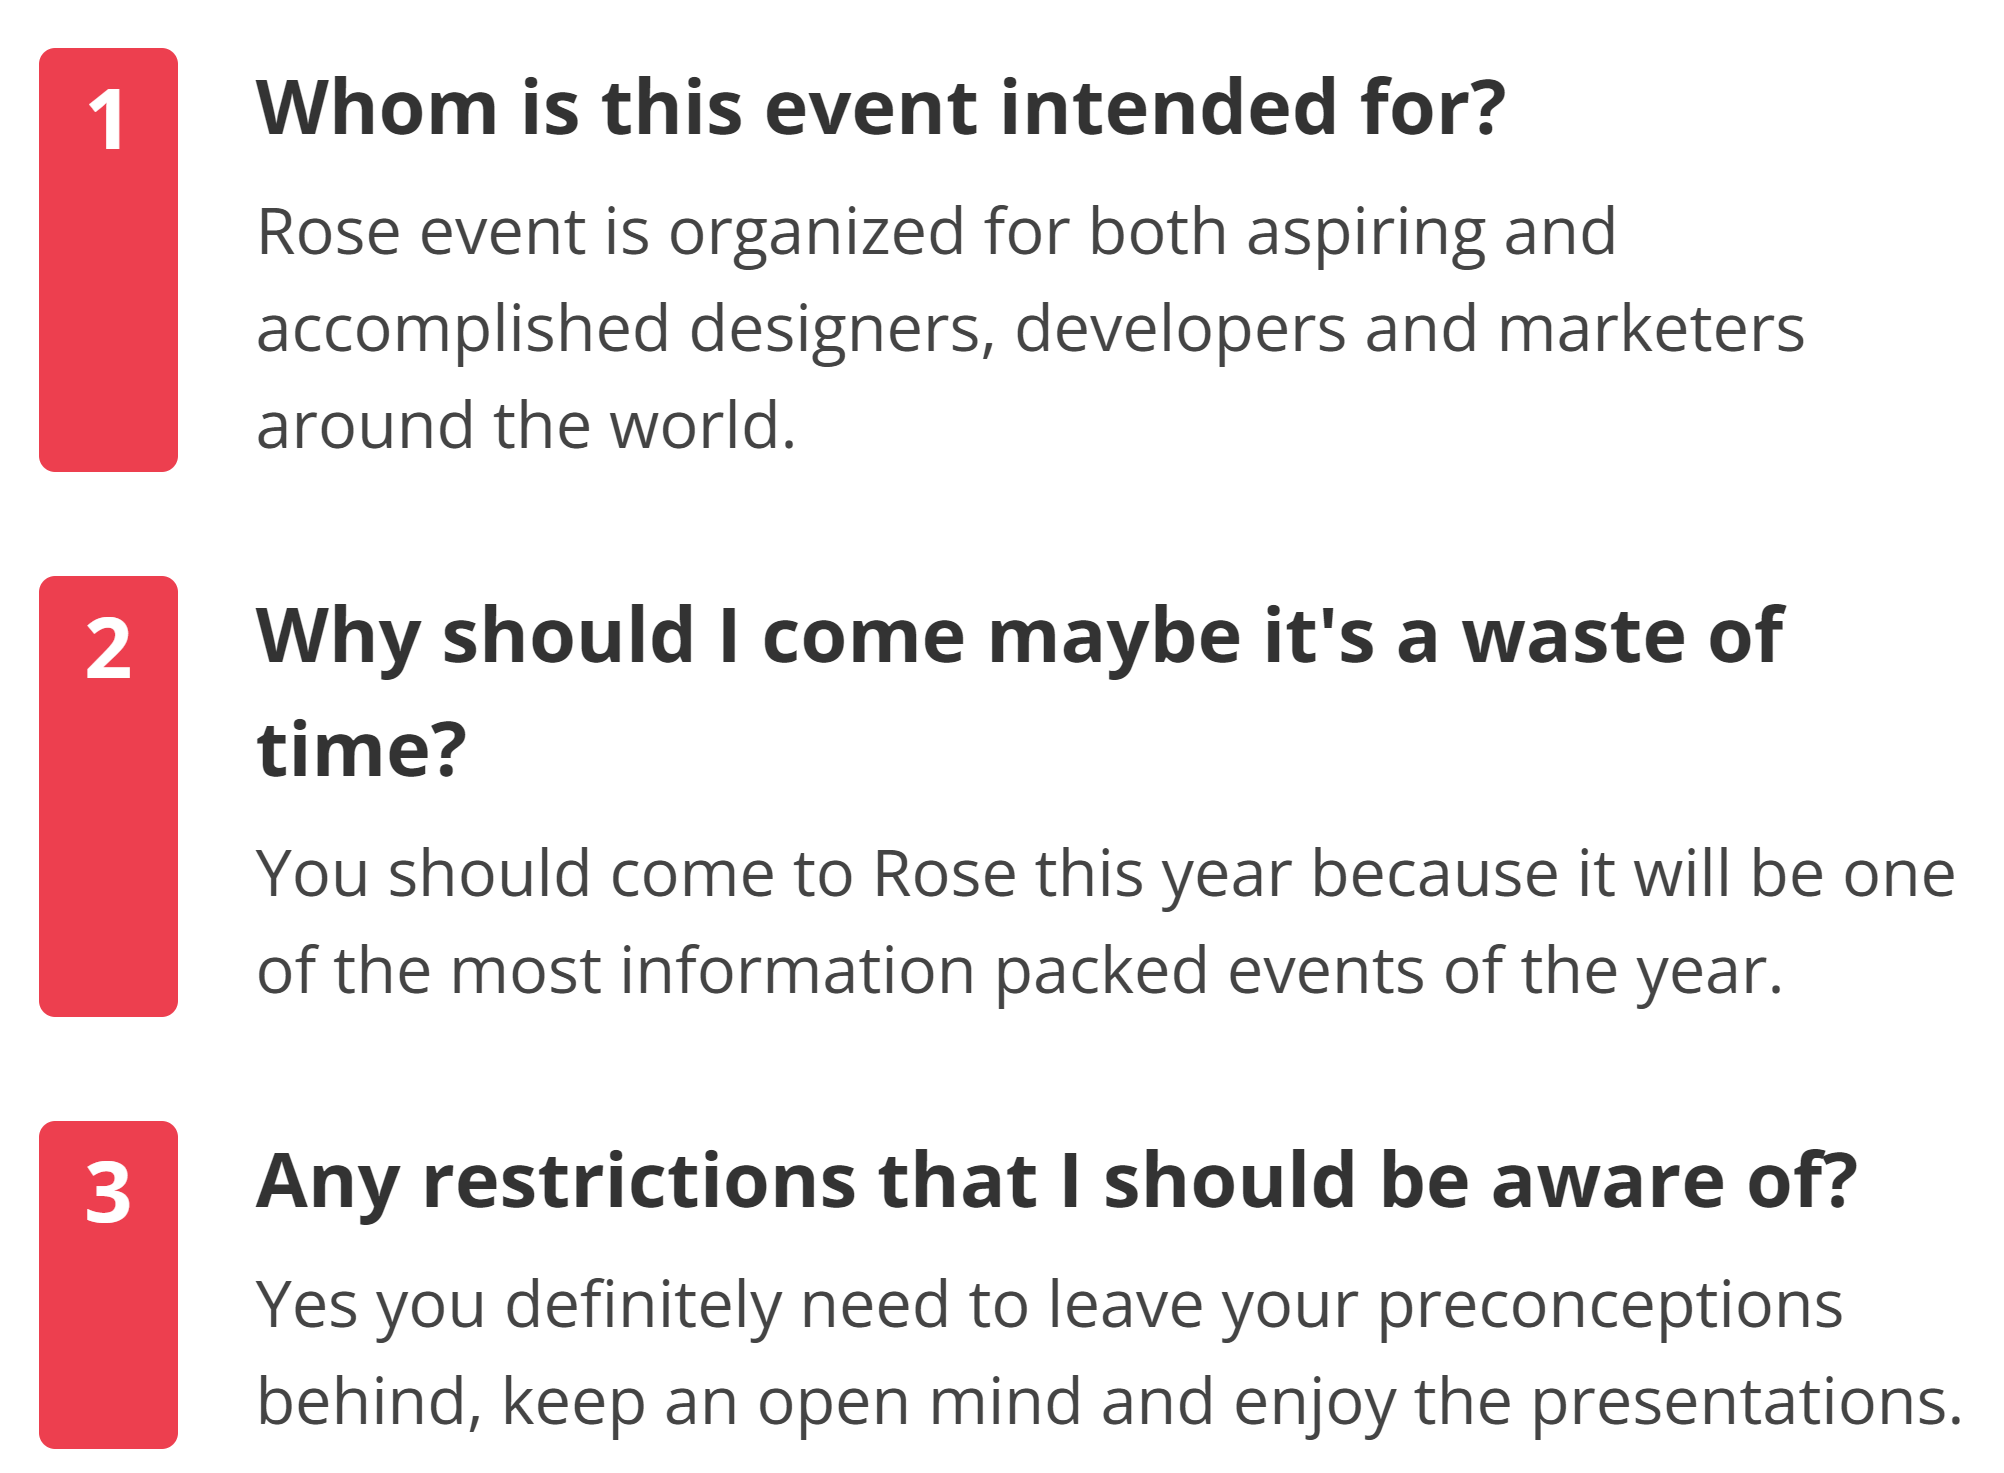 1
Whom is this event intended for?
Rose event is organized for both aspiring and
accomplished designers, developers and marketers
around the world.
2
Why should I come maybe it's a waste of
time?
You should come to Rose this year because it will be one
of the most information packed events of the year.
3
Any restrictions that I should be aware of?
Yes you definitely need to leave your preconceptions
behind, keep an open mind and enjoy the presentations.